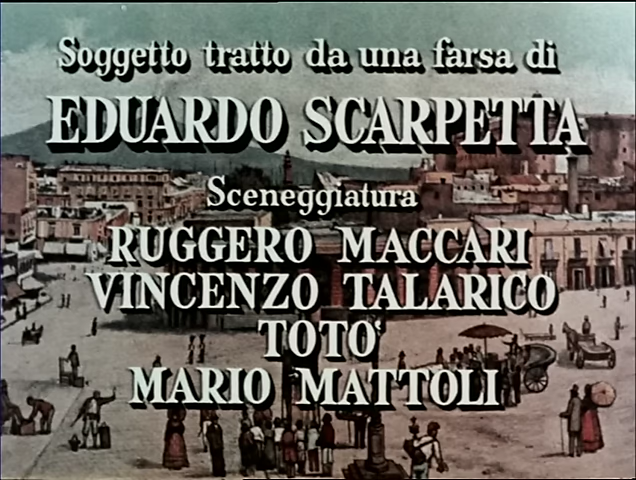 Soggetto tratto da una farsa di
EDUARDO SCARPETTA
Sceneggiatura
RUGGERO MACCARI
VINCENZO TALARICO
TOTO'
MARIO MATTOLI